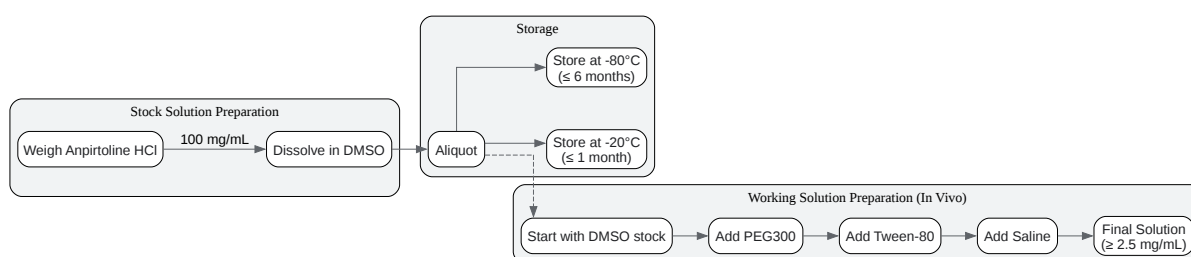 Stock Solution Preparation
Weigh Anpirtoline HCl
100 mg/mL
Dissolve in DMSO
Storage
Aliquot
Store at -80°C
(≤ 6 months)
Store at -20°C
(≤ 1 month)
Working Solution Preparation (In Vivo)
Start with DMSO stock
Add PEG300
Add Tween-80
Add Saline
Final Solution
(≥ 2.5 mg/mL)